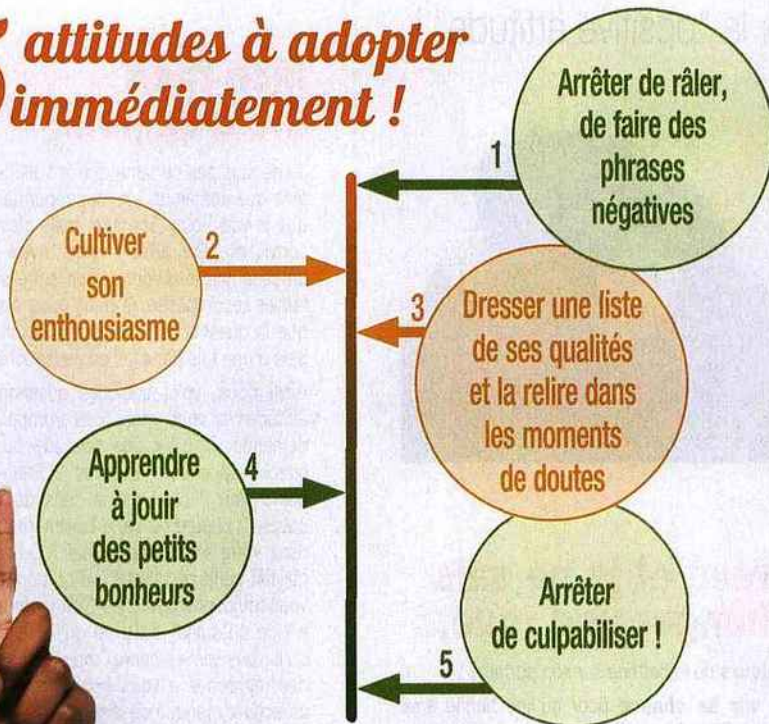 5 attitudes à adopter
immédiatement !
1
Arrêter de râler,
de faire des
phrases
négatives
2
Cultiver
son
enthousiasme
3
Dresser une liste
de ses qualités
et la relire dans
les moments
de doutes
4
Apprendre
à jouir
des petits
bonheurs
5
Arrêter
de culpabiliser !